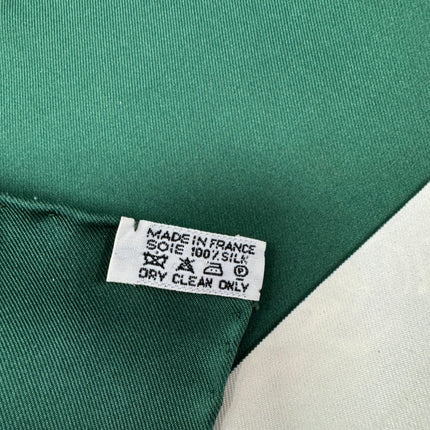 MADE IN FRANCE
SOIE 100% SILK
DRY CLEAN ONLY